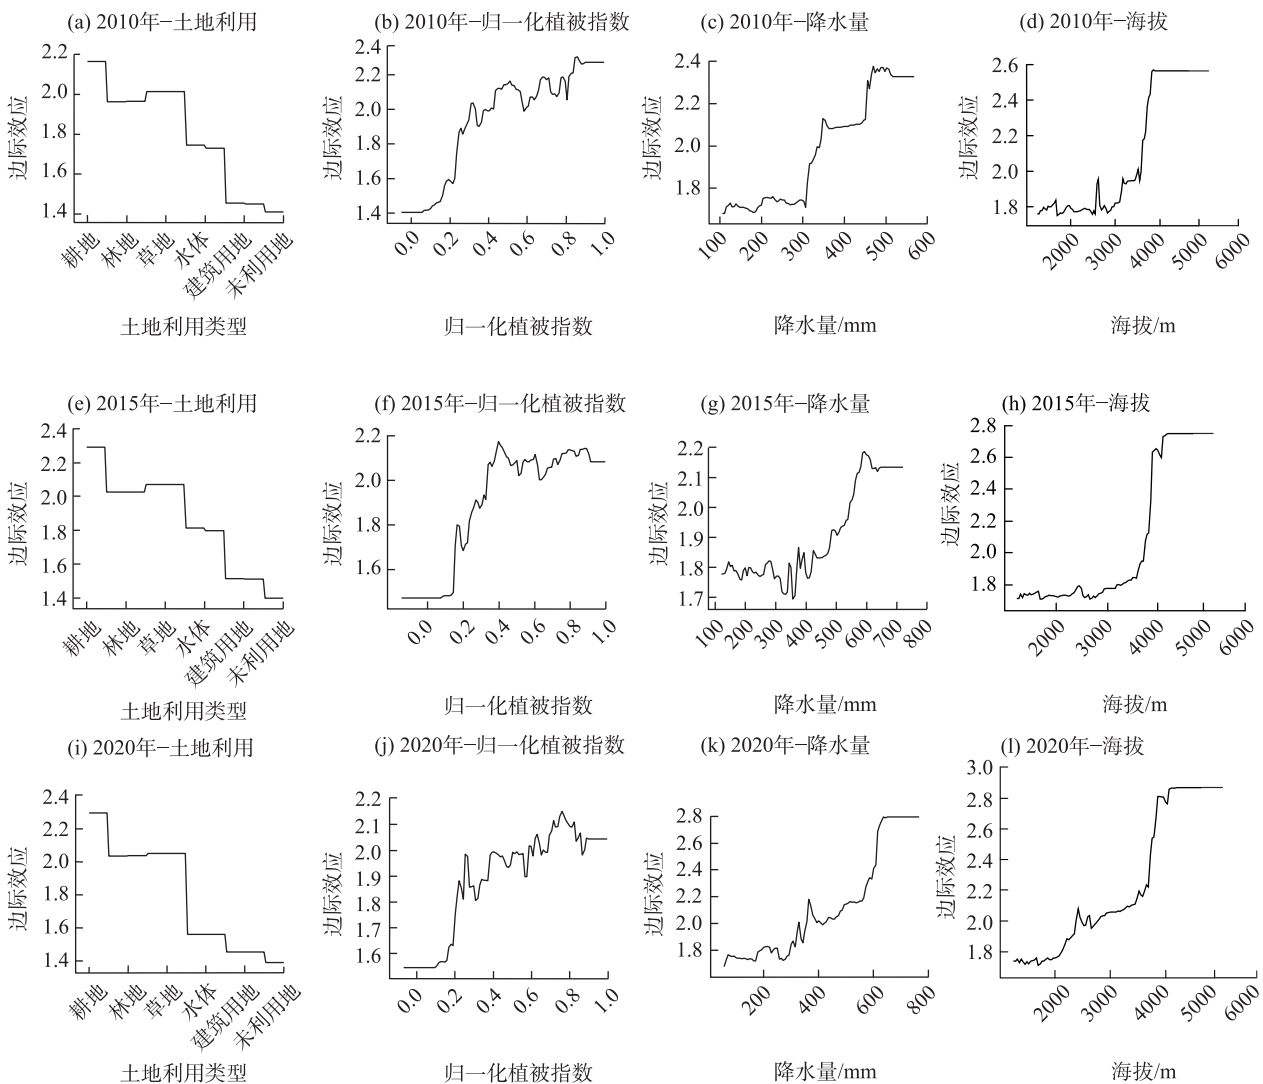 (a) 2010年−土地利用
(b) 2010年−归一化植被指数
(c) 2010年−降水量
(d) 2010年−海拔
边际效应
2.2
2.0
1.8
1.6
1.4
耕地
林地
草地
水体
建筑用地
未利用地
土地利用类型
边际效应
2.4
2.2
2.0
1.8
1.6
1.4
0.0
0.2
0.4
0.6
0.8
1.0
归一化植被指数
边际效应
2.4
2.2
2.0
1.8
100
200
300
400
500
600
降水量/mm
边际效应
2.6
2.4
2.2
2.0
1.8
2000
3000
4000
5000
6000
海拔/m
(e) 2015年−土地利用
(f) 2015年−归一化植被指数
(g) 2015年−降水量
(h) 2015年−海拔
边际效应
2.4
2.2
2.0
1.8
1.6
1.4
耕地
林地
草地
水体
建筑用地
未利用地
土地利用类型
边际效应
2.2
2.0
1.8
1.6
0.0
0.2
0.4
0.6
0.8
1.0
归一化植被指数
边际效应
2.2
2.1
2.0
1.9
1.8
1.7
100
200
300
400
500
600
700
800
降水量/mm
边际效应
2.8
2.6
2.4
2.2
2.0
1.8
2000
3000
4000
5000
6000
海拔/m
(i) 2020年−土地利用
(j) 2020年−归一化植被指数
(k) 2020年−降水量
(l) 2020年−海拔
边际效应
2.4
2.2
2.0
1.6
1.4
耕地
林地
草地
水体
建筑用地
未利用地
土地利用类型
边际效应
2.2
2.1
2.0
1.9
1.8
1.7
1.6
0.0
0.2
0.4
0.6
0.8
1.0
归一化植被指数
边际效应
2.8
2.6
2.4
2.2
2.0
1.8
200
400
600
800
降水量/mm
边际效应
3.0
2.8
2.6
2.4
2.2
2.0
1.8
2000
3000
4000
5000
6000
海拔/m